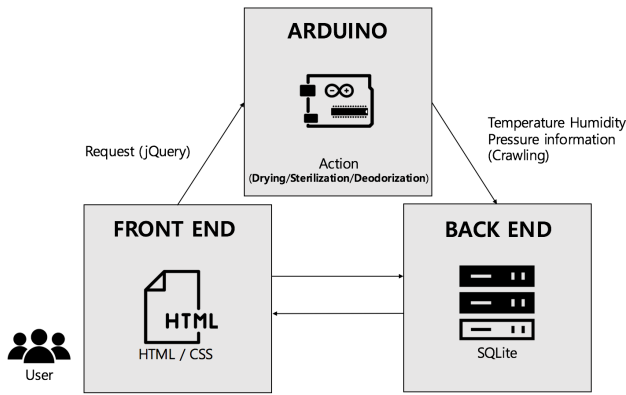 ARDUINO
Action
(Drying/Sterilization/Deodorization)
Request (jQuery)
Temperature Humidity
Pressure information
(Crawling)
FRONT END
HTML
HTML / CSS
BACK END
SQLite
User